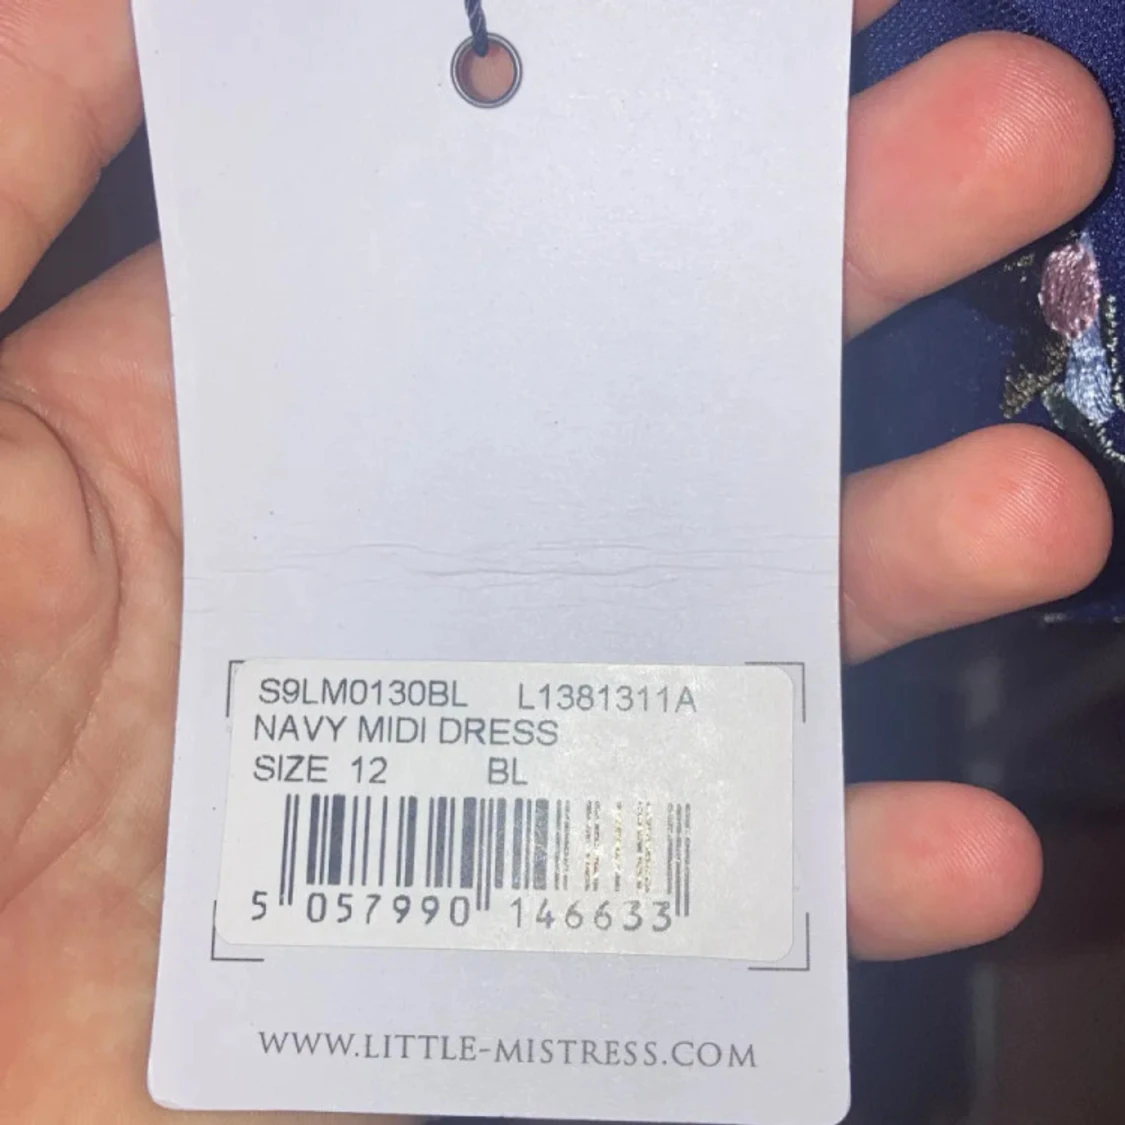 S9LM0130BL L1381311A
NAVY MIDI DRESS
SIZE 12 BL
5 057990 146633
WWW.LITTLE-MISTRESS.COM